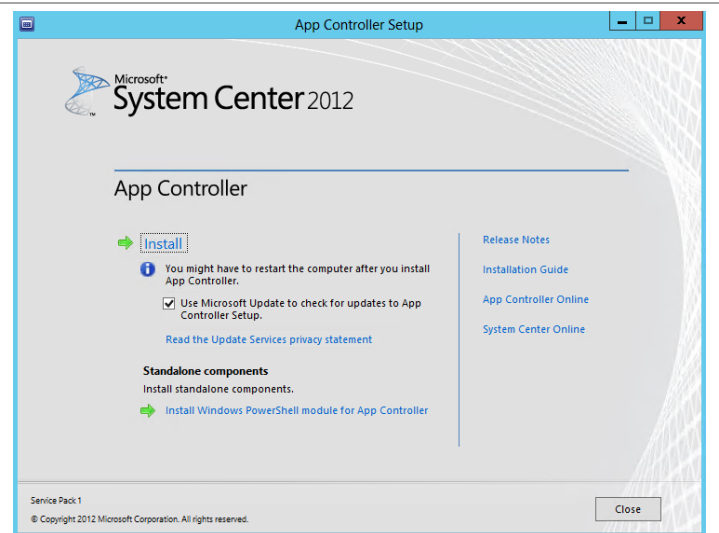 App Controller Setup
Microsoft®
System Center 2012
™
App Controller
Install
You might have to restart the computer after you install
App Controller.
Use Microsoft Update to check for updates to App
Controller Setup.
Read the Update Services privacy statement
Standalone components
Install standalone components.
Install Windows PowerShell module for App Controller
Release Notes
Installation Guide
App Controller Online
System Center Online
Service Pack 1
© Copyright 2012 Microsoft Corporation. All rights reserved.
Close